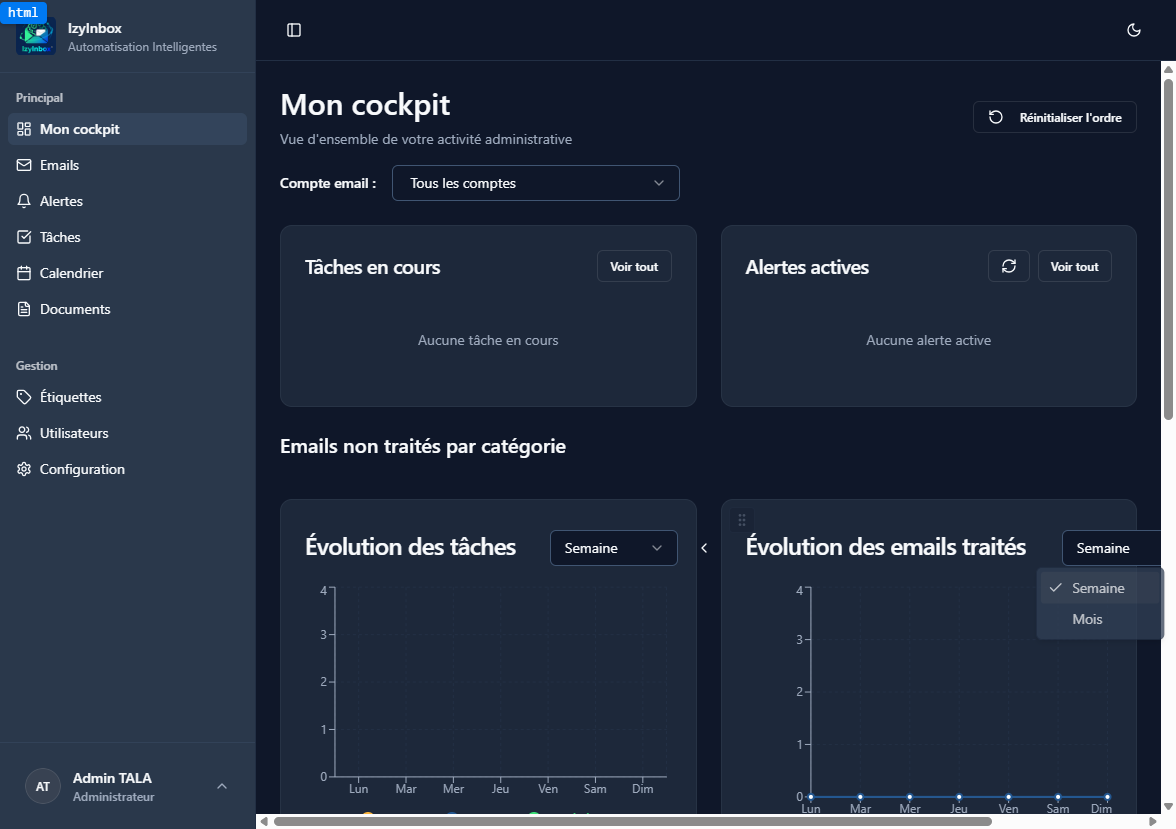 html
IzyInbox
Automatisation Intelligentes
Principal
Mon cockpit
Emails
Alertes
Tâches
Calendrier
Documents
Gestion
Étiquettes
Utilisateurs
Configuration
AT
Admin TALA
Administrateur
Mon cockpit
Vue d'ensemble de votre activité administrative
Réinitialiser l'ordre
Compte email :
Tous les comptes
Tâches en cours
Voir tout
Aucune tâche en cours
Alertes actives
Voir tout
Aucune alerte active
Emails non traités par catégorie
Évolution des tâches
Semaine
4
3
2
1
0
Lun Mar Mer Jeu Ven Sam Dim
Évolution des emails traités
Semaine
Semaine
Mois
4
3
2
1
0
Lun Mar Mer Jeu Ven Sam Dim